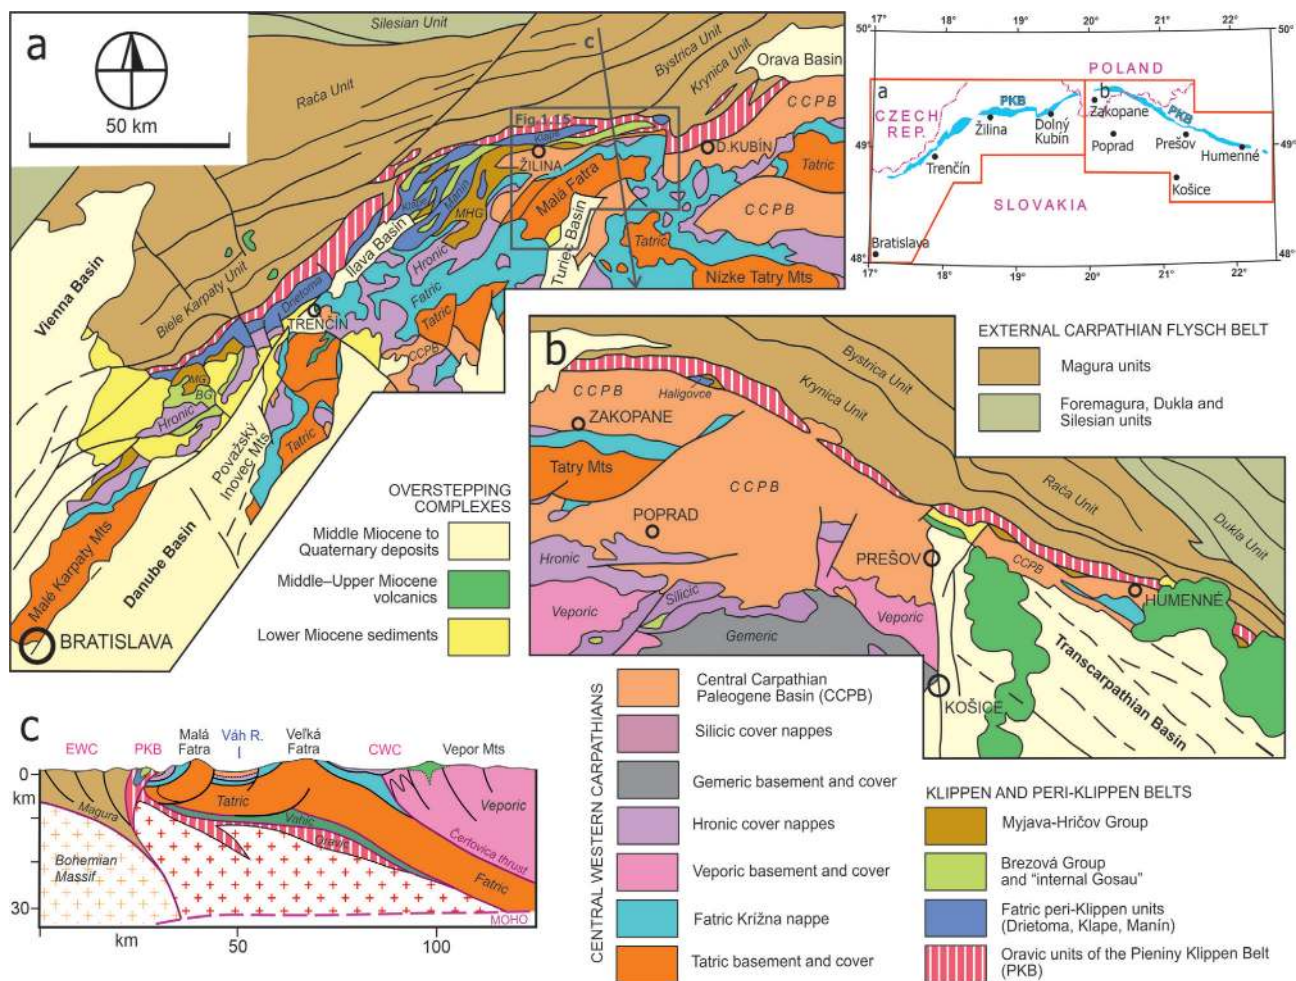 a
50 km
Silesian Unit
c
Rača Unit
Bystrica Unit
Krynica Unit
Orava Basin
CCPB
Fig. 1.15
Klape
ŽILINA
D.KUBÍN
Tatric
Malá Fatra
Klape
Manín
MHG
CCPB
Ilava Basin
Hronic
Turiec Basin
Tatric
Nízke Tatry Mts
Vienna Basin
Biele Karpaty Unit
Drietoma
Fatric
TRENČÍN
Tatric
CCPB
MG
BG
Hronic
Považský
Inovec Mts
Tatric
Malé Karpaty Mts
Danube Basin
BRATISLAVA
17°
18°
19°
20°
21°
22°
50°
50°
POLAND
a
b
PKB
PKB
Zakopane
CZECH
REP.
Žilina
Dolný
Kubín
Poprad
Prešov
49°
49°
Trenčín
Humenné
Košice
SLOVAKIA
Bratislava
48°
48°
17°
18°
19°
20°
21°
22°
EXTERNAL CARPATHIAN FLYSCH BELT
Magura units
Foremagura, Dukla and
Silesian units
b
CCPB
Haligovce
Bystrica Unit
Krynica Unit
ZAKOPANE
Tatry Mts
CCPB
Rača Unit
Dukla Unit
POPRAD
PREŠOV
CCPB
HUMENNÉ
Hronic
Silicic
Veporic
Veporic
Gemeric
KOŠICE
Transcarpathian Basin
OVERSTEPPING
COMPLEXES
Middle Miocene to
Quaternary deposits
Middle–Upper Miocene
volcanics
Lower Miocene sediments
CENTRAL WESTERN CARPATHIANS
Central Carpathian
Paleogene Basin (CCPB)
Silicic cover nappes
Gemeric basement and cover
Hronic cover nappes
Veporic basement and cover
Fatric Krížna nappe
Tatric basement and cover
KLIPPEN AND PERI-KLIPPEN BELTS
Myjava-Hričov Group
Brezová Group
and "internal Gosau"
Fatric peri-Klippen units
(Drietoma, Klape, Manín)
Oravic units of the Pieniny Klippen Belt
(PKB)
c
EWC
PKB
Malá
Fatra
Váh R.
Veľká
Fatra
CWC
Vepor Mts
0
km
30
Magura
Tatric
Vahic
Oravic
Veporic
Čertovica thrust
Fatric
Bohemian
Massif
MOHO
km
50
100